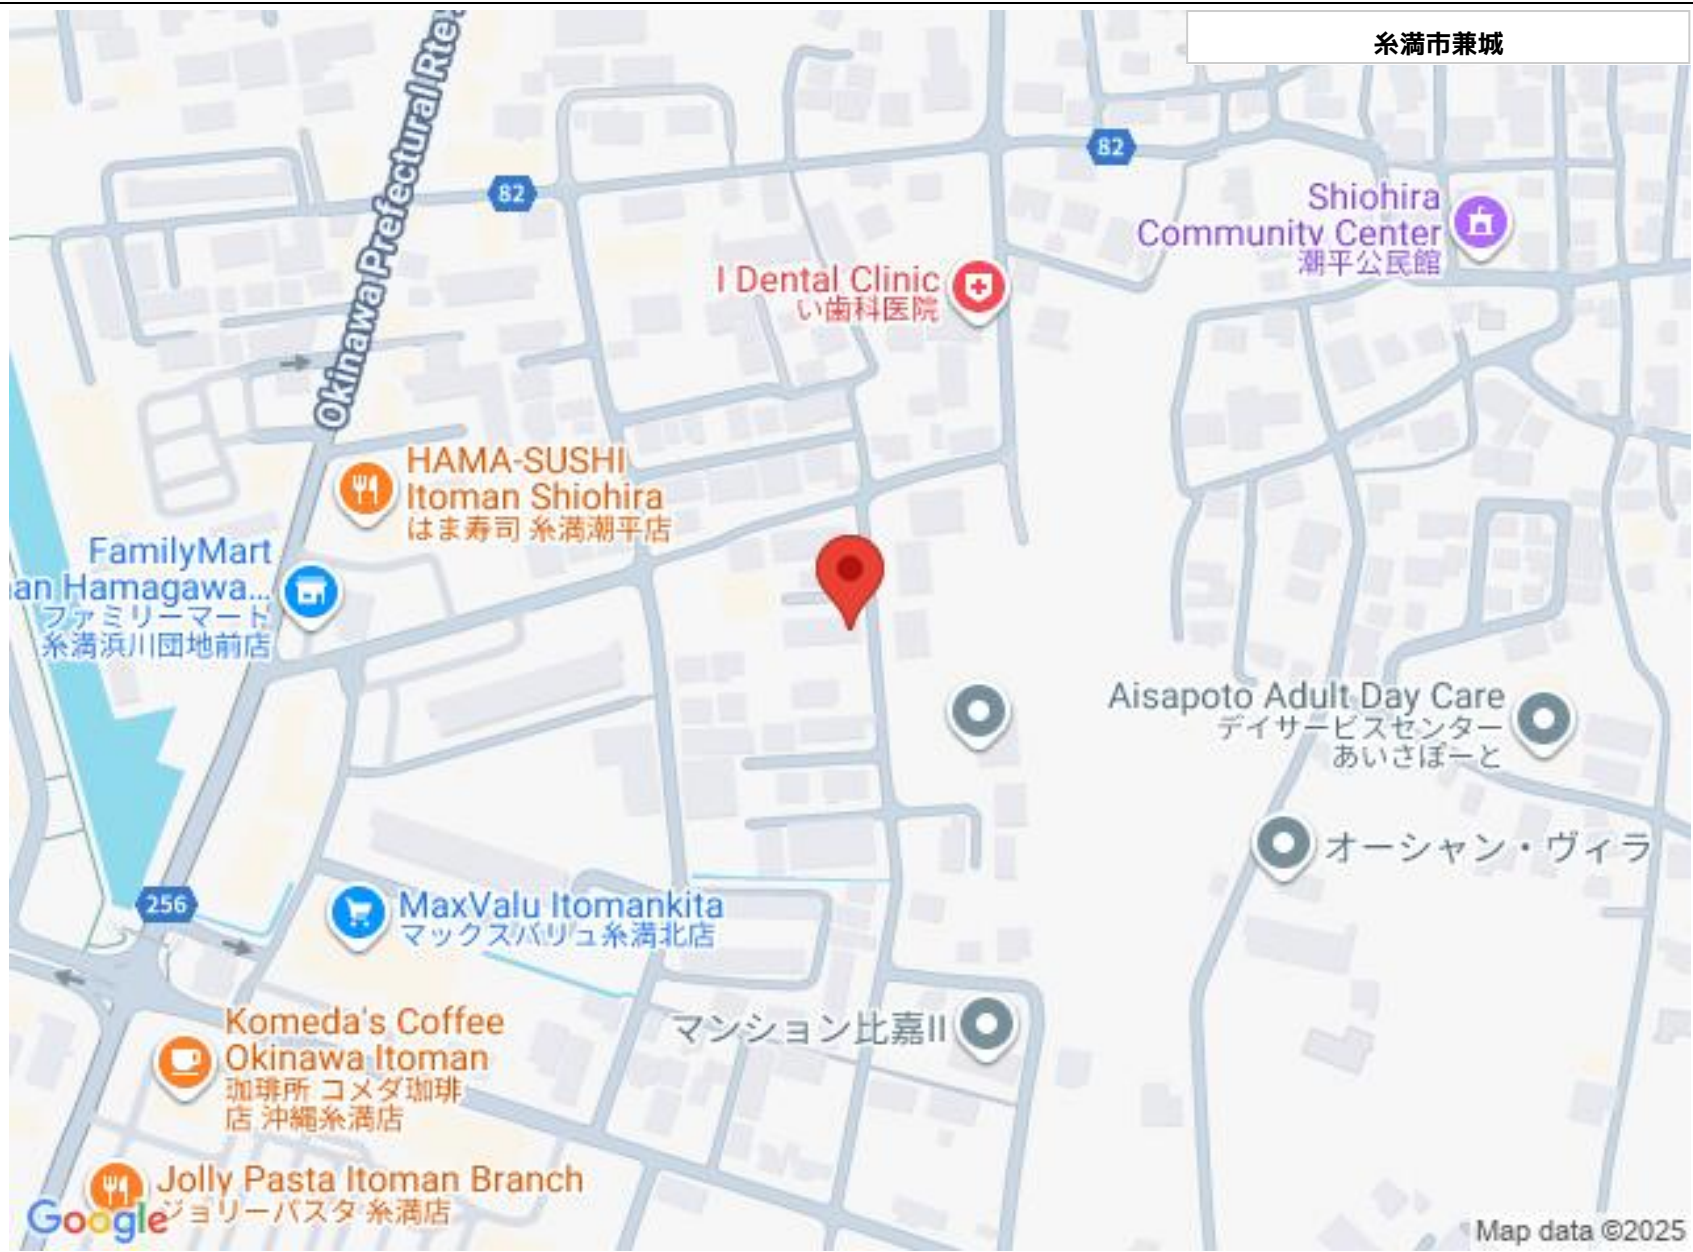 糸満市兼城
Okinawa Prefectural Rte.
82
82
Shiohira
Community Center
潮平公民館
I Dental Clinic
い歯科医院
HAMA-SUSHI
Itoman Shiohira
はま寿司 糸満潮平店
FamilyMart
an Hamagawa...
ファミリーマート
糸満浜川団地前店
Aisapoto Adult Day Care
デイサービスセンター
あいさぽーと
オーシャン・ヴィラ
256
MaxValu Itomankita
マックスバリュ糸満北店
マンション比嘉II
Komeda's Coffee
Okinawa Itoman
珈琲所 コメダ珈琲
店 沖縄糸満店
Jolly Pasta Itoman Branch
ジョリーパスタ 糸満店
Google
Map data ©2025